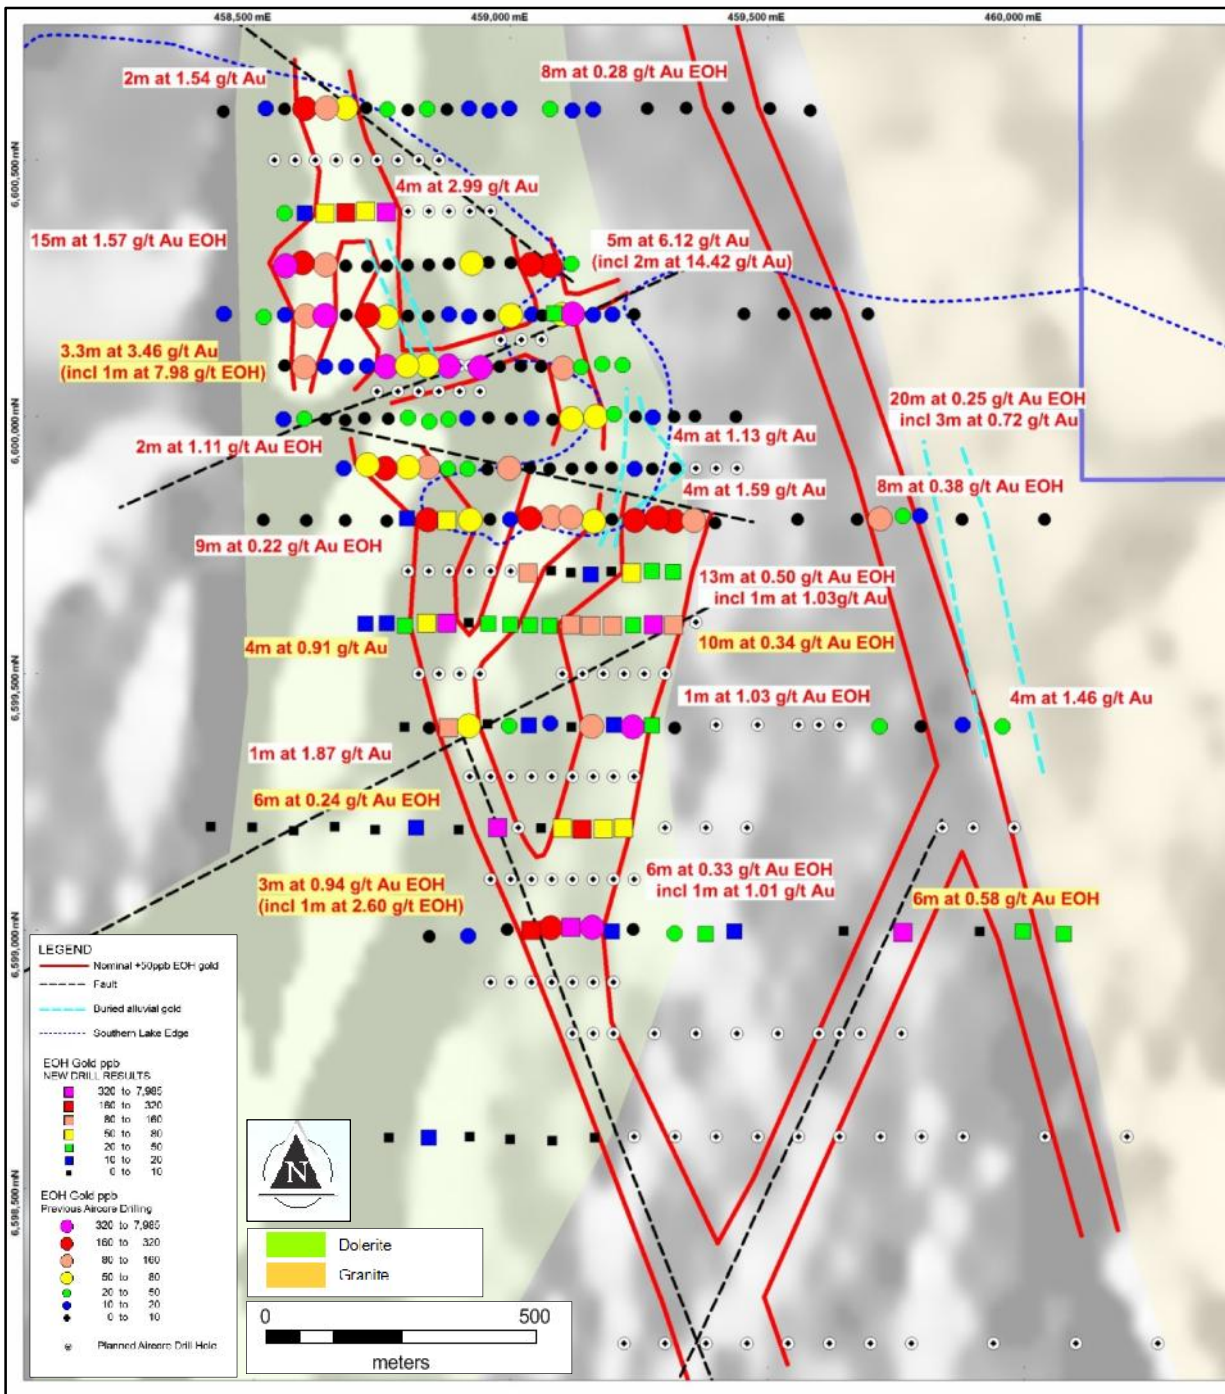 458,500 mE
459,000 mE
459,500 mE
460,000 mE
6,600,500 mN
6,600,000 mN
6,599,500 mN
6,599,000 mN
6,598,500 mN
2m at 1.54 g/t Au
8m at 0.28 g/t Au EOH
4m at 2.99 g/t Au
15m at 1.57 g/t Au EOH
5m at 6.12 g/t Au
(incl 2m at 14.42 g/t Au)
3.3m at 3.46 g/t Au
(incl 1m at 7.98 g/t EOH)
20m at 0.25 g/t Au EOH
incl 3m at 0.72 g/t Au
2m at 1.11 g/t Au EOH
4m at 1.13 g/t Au
4m at 1.59 g/t Au
8m at 0.38 g/t Au EOH
9m at 0.22 g/t Au EOH
13m at 0.50 g/t Au EOH
incl 1m at 1.03g/t Au
4m at 0.91 g/t Au
10m at 0.34 g/t Au EOH
1m at 1.03 g/t Au EOH
4m at 1.46 g/t Au
1m at 1.87 g/t Au
6m at 0.24 g/t Au EOH
3m at 0.94 g/t Au EOH
(incl 1m at 2.60 g/t EOH)
6m at 0.33 g/t Au EOH
incl 1m at 1.01 g/t Au
6m at 0.58 g/t Au EOH
LEGEND
Nominal +50ppb EOH gold
Fault
Buried alluvial gold
Southern Lake Edge
EOH Gold ppb
NEW DRILL RESULTS
320 to 7,985
160 to 320
80 to 160
50 to 80
20 to 50
10 to 20
0 to 10
EOH Gold ppb
Previous Aircore Drilling
320 to 7,985
160 to 320
80 to 160
50 to 80
20 to 50
10 to 20
0 to 10
Planned Aircore Drill Hole
N
Dolerite
Granite
0 500
meters